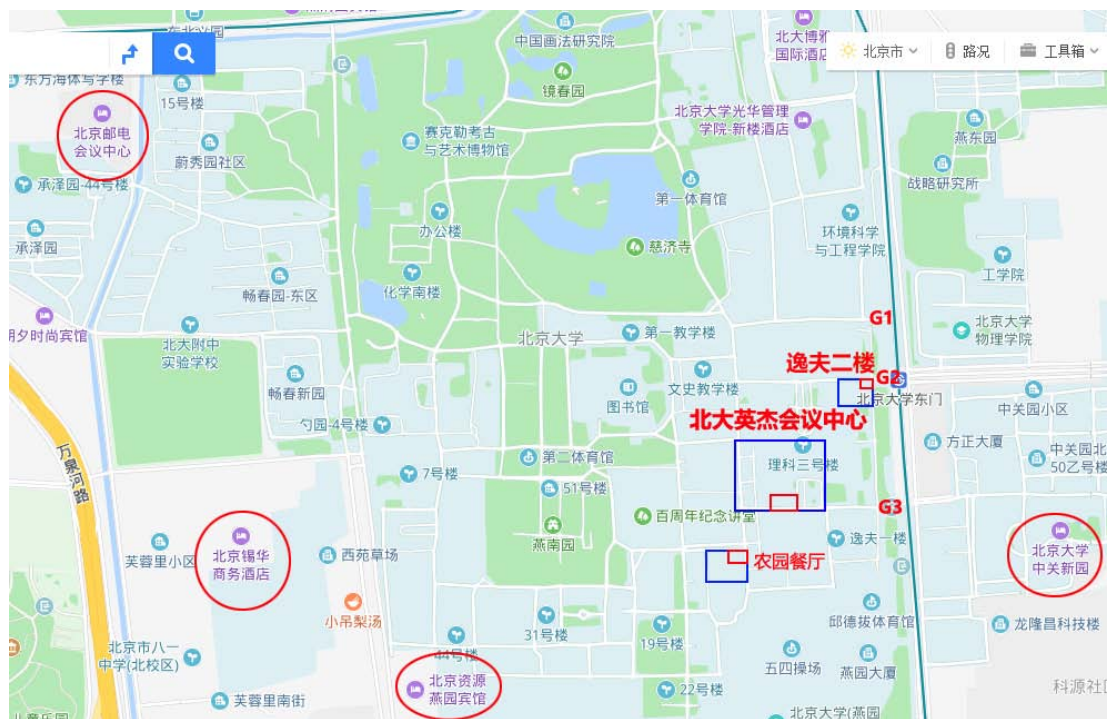 中国画法研究院
北大博雅
国际酒店
北京市
路况
工具箱
镜春园
东方海体写字楼
15号楼
北京邮电
会议中心
蔚秀园社区
承泽园-44号楼
承泽园
赛克勒考古
与艺术博物馆
北京大学光华管理
学院-新楼酒店
燕东园
战略研究所
第一体育馆
办公楼
慈济寺
环境科学
与工程学院
工学院
畅春园-东区
化学南楼
G1
北京大学
物理学院
北京大学
第一教学楼
时尚宾馆
北大附中
实验学校
逸夫二楼
G2
文史教学楼
北京大学东门
中关园小区
畅春新园
图书馆
勺园-4号楼
北大英杰会议中心
方正大厦
中关园北
50乙号楼
万泉河路
第二体育馆
理科三号楼
7号楼
51号楼
G3
百周年纪念讲堂
燕南园
逸夫一楼
芙蓉里小区
北京锡华
商务酒店
西苑草场
北京大学
中关新园
农园餐厅
小吊梨汤
31号楼
19号楼
邱德拔体育馆
龙隆昌科技楼
北京市八一
中学(北校区)
44号楼
五四操场
燕园大厦
北京资源
燕园宾馆
22号楼
芙蓉里南街
科源社区
北京大学(燕园